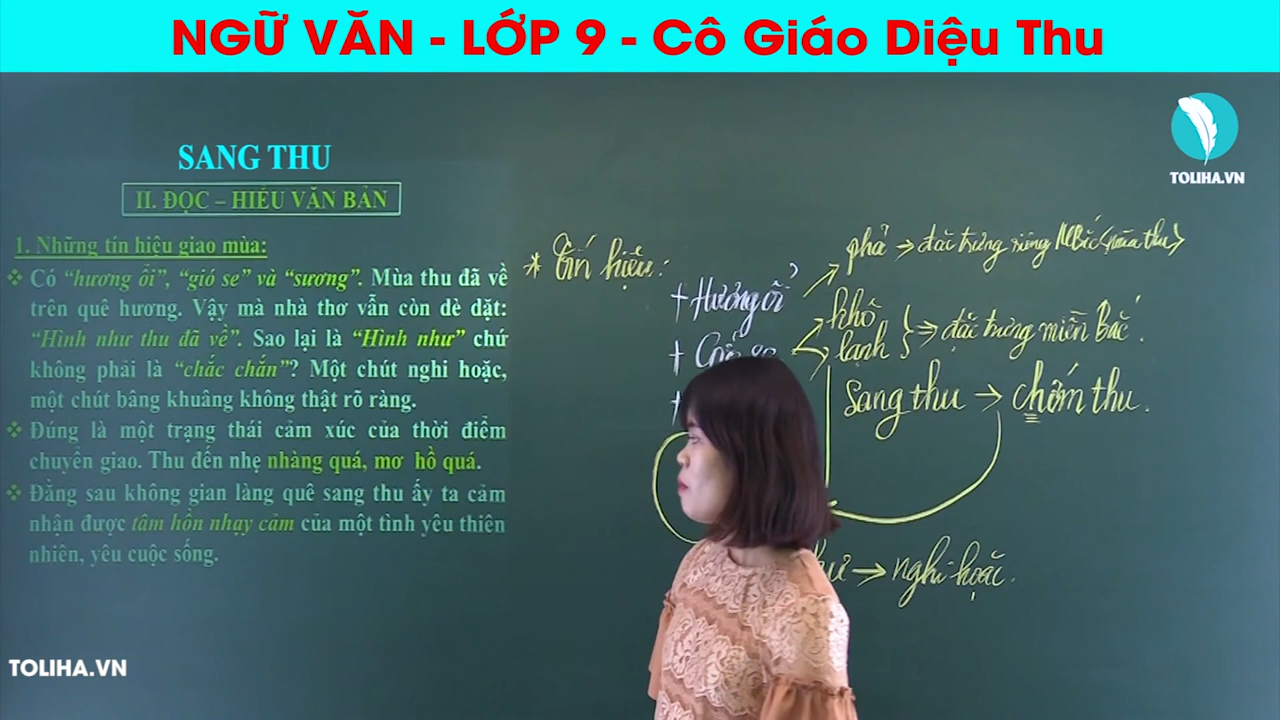 NGỮ VĂN - LỚP 9 - Cô Giáo Diệu Thu
TOLIHA.VN
SANG THU
II. ĐỌC – HIỂU VĂN BẢN
1. Những tín hiệu giao mùa:
❖ Có “hương ổi”, “gió se” và “sương”. Mùa thu đã về
trên quê hương. Vậy mà nhà thơ vẫn còn dè dặt:
“Hình như thu đã về”. Sao lại là “Hình như” chứ
không phải là “chắc chắn”? Một chút nghi hoặc,
một chút bâng khuâng không thật rõ ràng.
❖ Đúng là một trạng thái cảm xúc của thời điểm
chuyển giao. Thu đến nhẹ nhàng quá, mơ hồ quá.
❖ Đằng sau không gian làng quê sang thu ấy ta cảm
nhận được tâm hồn nhạy cảm của một tình yêu thiên
nhiên, yêu cuộc sống.
* Tín hiệu:
+ Hương ổi
phả → đặc trưng riêng MBắc (mùa thu)
+
khô
lạnh } ⇒ đặc trưng miền Bắc.
+
Sang thu → chớm thu.
→ nghi hoặc.
TOLIHA.VN